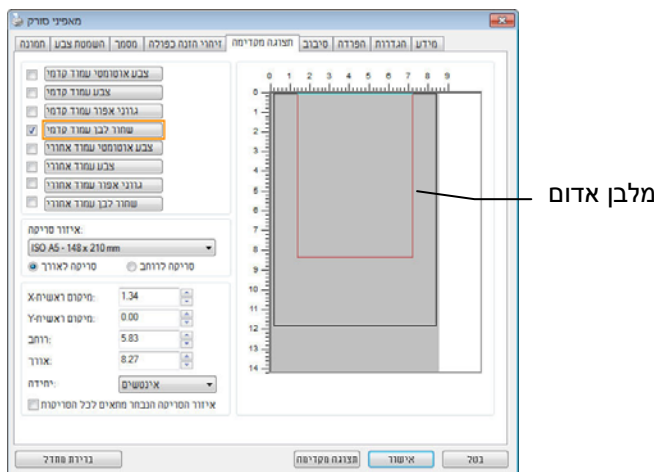 מאפיני סורק
תמונה השמטת צבע מסמך זיהוי הזנה כפולה תצוגה מקדימה סיבוב הפרדה הגדרות מידע
צבע אוטומטי עמוד קדמי
צבע עמוד קדמי
גרווני אפור עמוד קדמי
שחור לבן עמוד קדמי
צבע אוטומטי עמוד אחורי
צבע עמוד אחורי
גווני אפור עמוד אחורי
שחור לבן עמוד אחורי
איזור סריקה:
ISO A5 - 148 x 210 mm
סריקה לאורך סריקה לרוחב
מיקום ראשית-X: 1.34
מיקום ראשית-Y: 0.00
רוחב: 5.83
אורך: 8.27
יחידה: אינטשים
איזור הסריקה הנבחר מתאים לכל הסריקות
0 1 2 3 4 5 6 7 8 9
0
1
2
3
4
5
6
7
8
9
10
11
12
13
14
מלבן אדום
ברירת מחדל תצוגה מקדימה אישור בטל